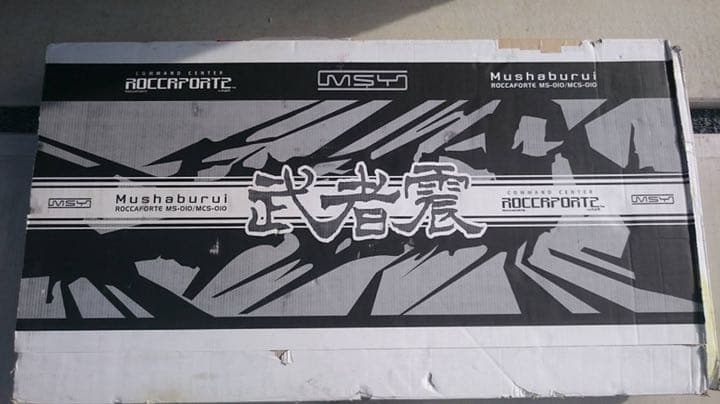 COMMAND CENTER
ROCCAFORTE
MSY
Mushaburui
ROCCAFORTE MS-010/MCS-010
MSY
Mushaburui
ROCCAFORTE MS-010/MCS-010
武者震
COMMAND CENTER
ROCCAFORTE
MSY